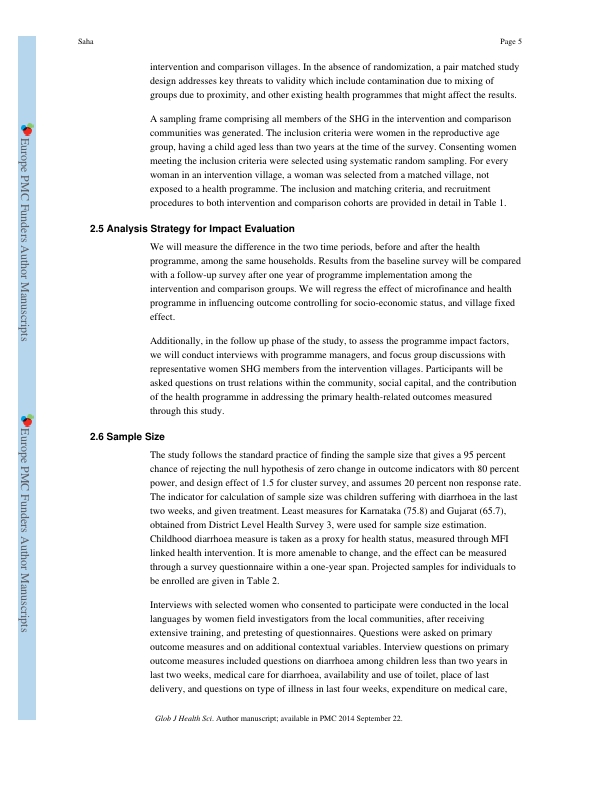 Saha
Page 5
intervention and comparison villages. In the absence of randomization, a pair matched study
design addresses key threats to validity which include contamination due to mixing of
groups due to proximity, and other existing health programmes that might affect the results.
A sampling frame comprising all members of the SHG in the intervention and comparison
communities was generated. The inclusion criteria were women in the reproductive age
group, having a child aged less than two years at the time of the survey. Consenting women
meeting the inclusion criteria were selected using systematic random sampling. For every
woman in an intervention village, a woman was selected from a matched village, not
exposed to a health programme. The inclusion and matching criteria, and recruitment
procedures to both intervention and comparison cohorts are provided in detail in Table 1.
2.5 Analysis Strategy for Impact Evaluation
We will measure the difference in the two time periods, before and after the health
programme, among the same households. Results from the baseline survey will be compared
with a follow-up survey after one year of programme implementation among the
intervention and comparison groups. We will regress the effect of microfinance and health
programme in influencing outcome controlling for socio-economic status, and village fixed
effect.
Additionally, in the follow up phase of the study, to assess the programme impact factors,
we will conduct interviews with programme managers, and focus group discussions with
representative women SHG members from the intervention villages. Participants will be
asked questions on trust relations within the community, social capital, and the contribution
of the health programme in addressing the primary health-related outcomes measured
through this study.
2.6 Sample Size
The study follows the standard practice of finding the sample size that gives a 95 percent
chance of rejecting the null hypothesis of zero change in outcome indicators with 80 percent
power, and design effect of 1.5 for cluster survey, and assumes 20 percent non response rate.
The indicator for calculation of sample size was children suffering with diarrhoea in the last
two weeks, and given treatment. Least measures for Karnataka (75.8) and Gujarat (65.7),
obtained from District Level Health Survey 3, were used for sample size estimation.
Childhood diarrhoea measure is taken as a proxy for health status, measured through MFI
linked health intervention. It is more amenable to change, and the effect can be measured
through a survey questionnaire within a one-year span. Projected samples for individuals to
be enrolled are given in Table 2.
Interviews with selected women who consented to participate were conducted in the local
languages by women field investigators from the local communities, after receiving
extensive training, and pretesting of questionnaires. Questions were asked on primary
outcome measures and on additional contextual variables. Interview questions on primary
outcome measures included questions on diarrhoea among children less than two years in
last two weeks, medical care for diarrhoea, availability and use of toilet, place of last
delivery, and questions on type of illness in last four weeks, expenditure on medical care,
Glob J Health Sci. Author manuscript; available in PMC 2014 September 22.
Europe PMC Funders Author Manuscripts
Europe PMC Funders Author Manuscripts